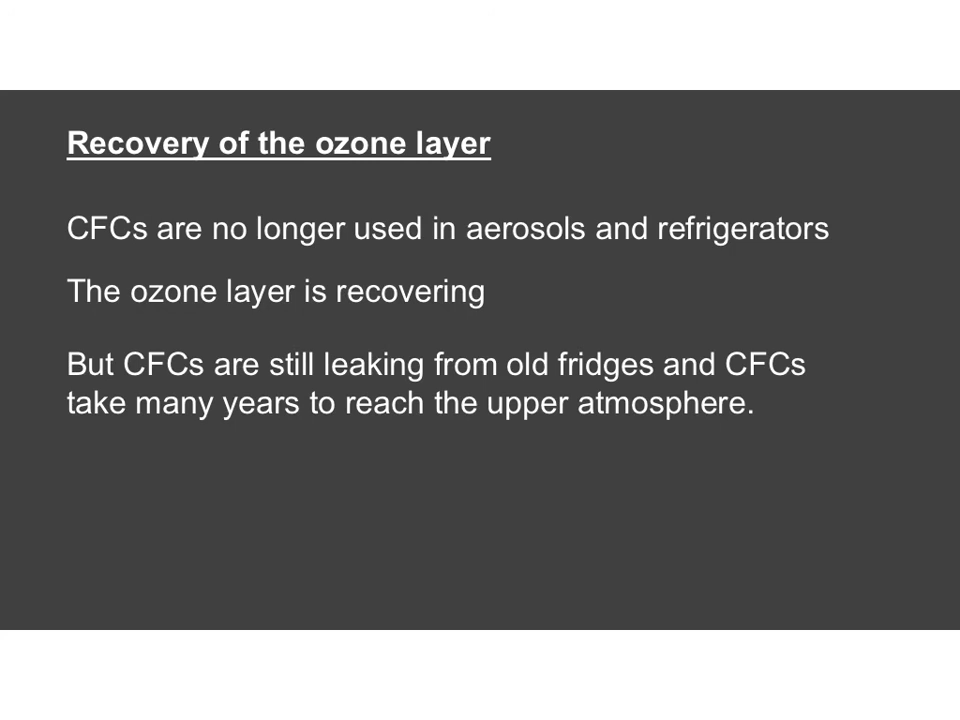 Recovery of the ozone layer
CFCs are no longer used in aerosols and refrigerators
The ozone layer is recovering
But CFCs are still leaking from old fridges and CFCs
take many years to reach the upper atmosphere.